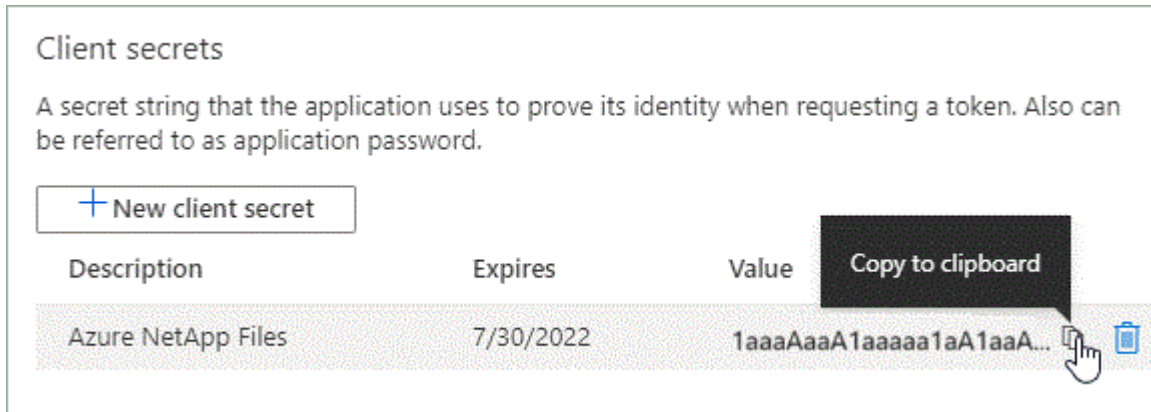 Client secrets
A secret string that the application uses to prove its identity when requesting a token. Also can
be referred to as application password.
New client secret
Description Expires Value Copy to clipboard
Azure NetApp Files 7/30/2022 1aaaAaaA1aaaaa1aA1aaA...